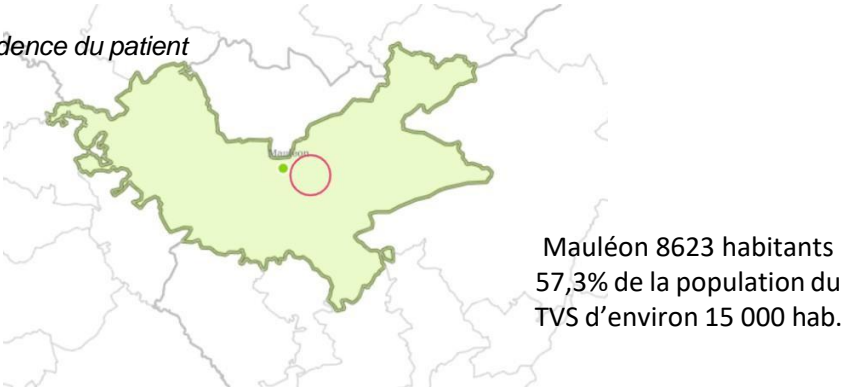 dence du patient
Mauléon
Mauléon 8623 habitants
57,3% de la population du
TVS d’environ 15 000 hab.